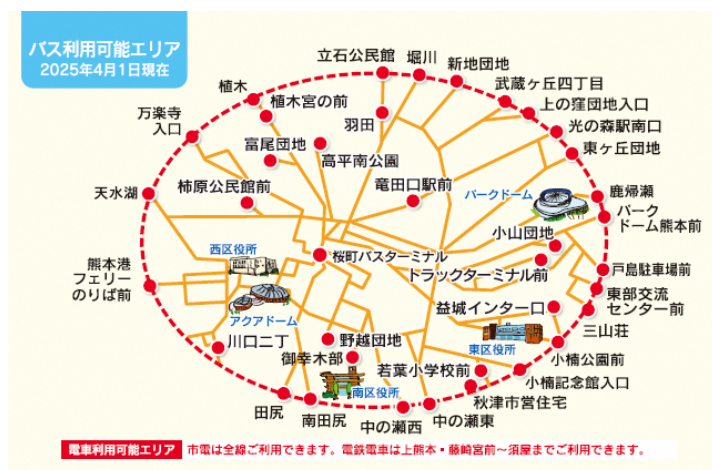 バス利用可能エリア
2025年4月1日現在
立石公民館
堀川
新地団地
武蔵ヶ丘四丁目
上の窪団地入口
光の森駅南口
東ヶ丘団地
植木
植木宮の前
羽田
万楽寺
入口
富尾団地
高平南公園
天水湖
柿原公民館前
竜田口駅前
パークドーム
鹿帰瀬
パーク
ドーム熊本前
小山団地
西区役所
桜町バスターミナル
トラックターミナル前
戸島駐車場前
熊本港
フェリー
のりば前
アクアドーム
益城インター口
東部交流
センター前
三山荘
川口二丁
野越団地
御幸木部
東区役所
小楠公園前
若葉小学校前
小楠記念館入口
南区役所
秋津市営住宅
田尻
南田尻
中の瀬西
中の瀬東
電車利用可能エリア
市電は全線ご利用できます。電鉄電車は上熊本・藤崎宮前～須屋までご利用できます。